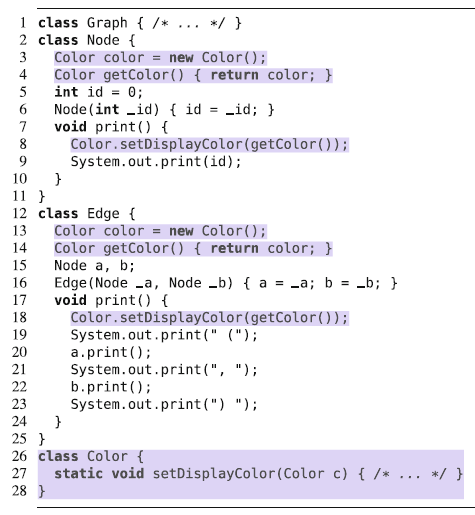 1 class Graph { /* ... */ }
2 class Node {
3   Color color = new Color();
4   Color getColor() { return color; }
5   int id = 0;
6   Node(int _id) { id = _id; }
7   void print() {
8     Color.setDisplayColor(getColor());
9     System.out.print(id);
10   }
11 }
12 class Edge {
13   Color color = new Color();
14   Color getColor() { return color; }
15   Node a, b;
16   Edge(Node _a, Node _b) { a = _a; b = _b; }
17   void print() {
18     Color.setDisplayColor(getColor());
19     System.out.print(" (");
20     a.print();
21     System.out.print(", ");
22     b.print();
23     System.out.print(") ");
24   }
25 }
26 class Color {
27   static void setDisplayColor(Color c) { /* ... */ }
28 }